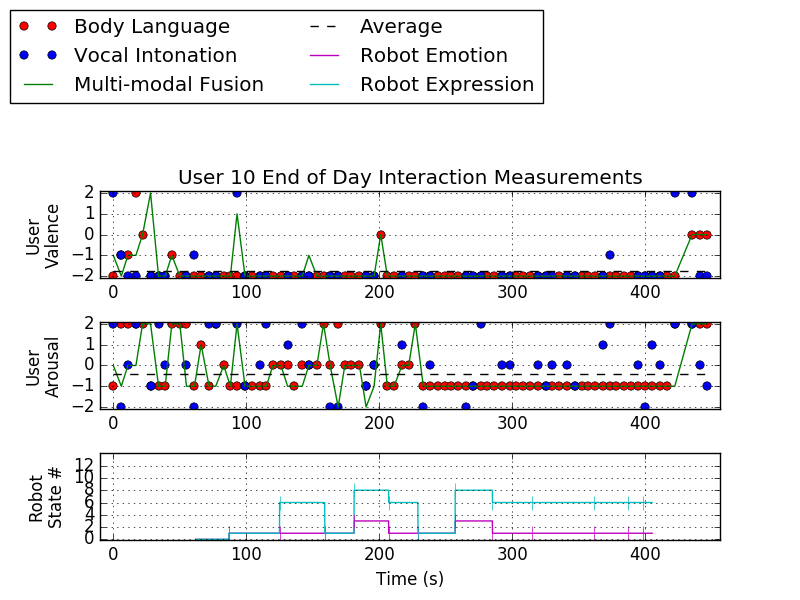 Body Language
Vocal Intonation
Multi-modal Fusion
Average
Robot Emotion
Robot Expression
User 10 End of Day Interaction Measurements
User
Valence
2
1
0
−1
−2
0 100 200 300 400
User
Arousal
2
1
0
−1
−2
0 100 200 300 400
Robot
State #
12
10
8
6
4
2
0
0 100 200 300 400
Time (s)